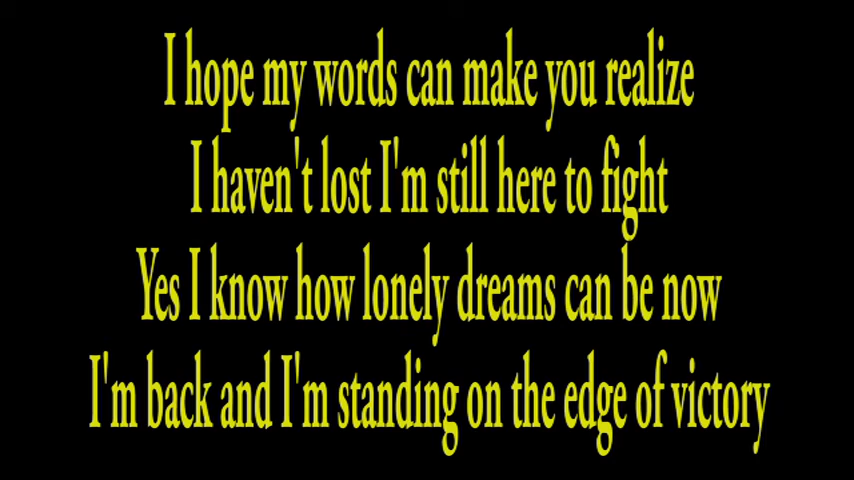 I hope my words can make you realize
I haven't lost I'm still here to fight
Yes I know how lonely dreams can be now
I'm back and I'm standing on the edge of victory